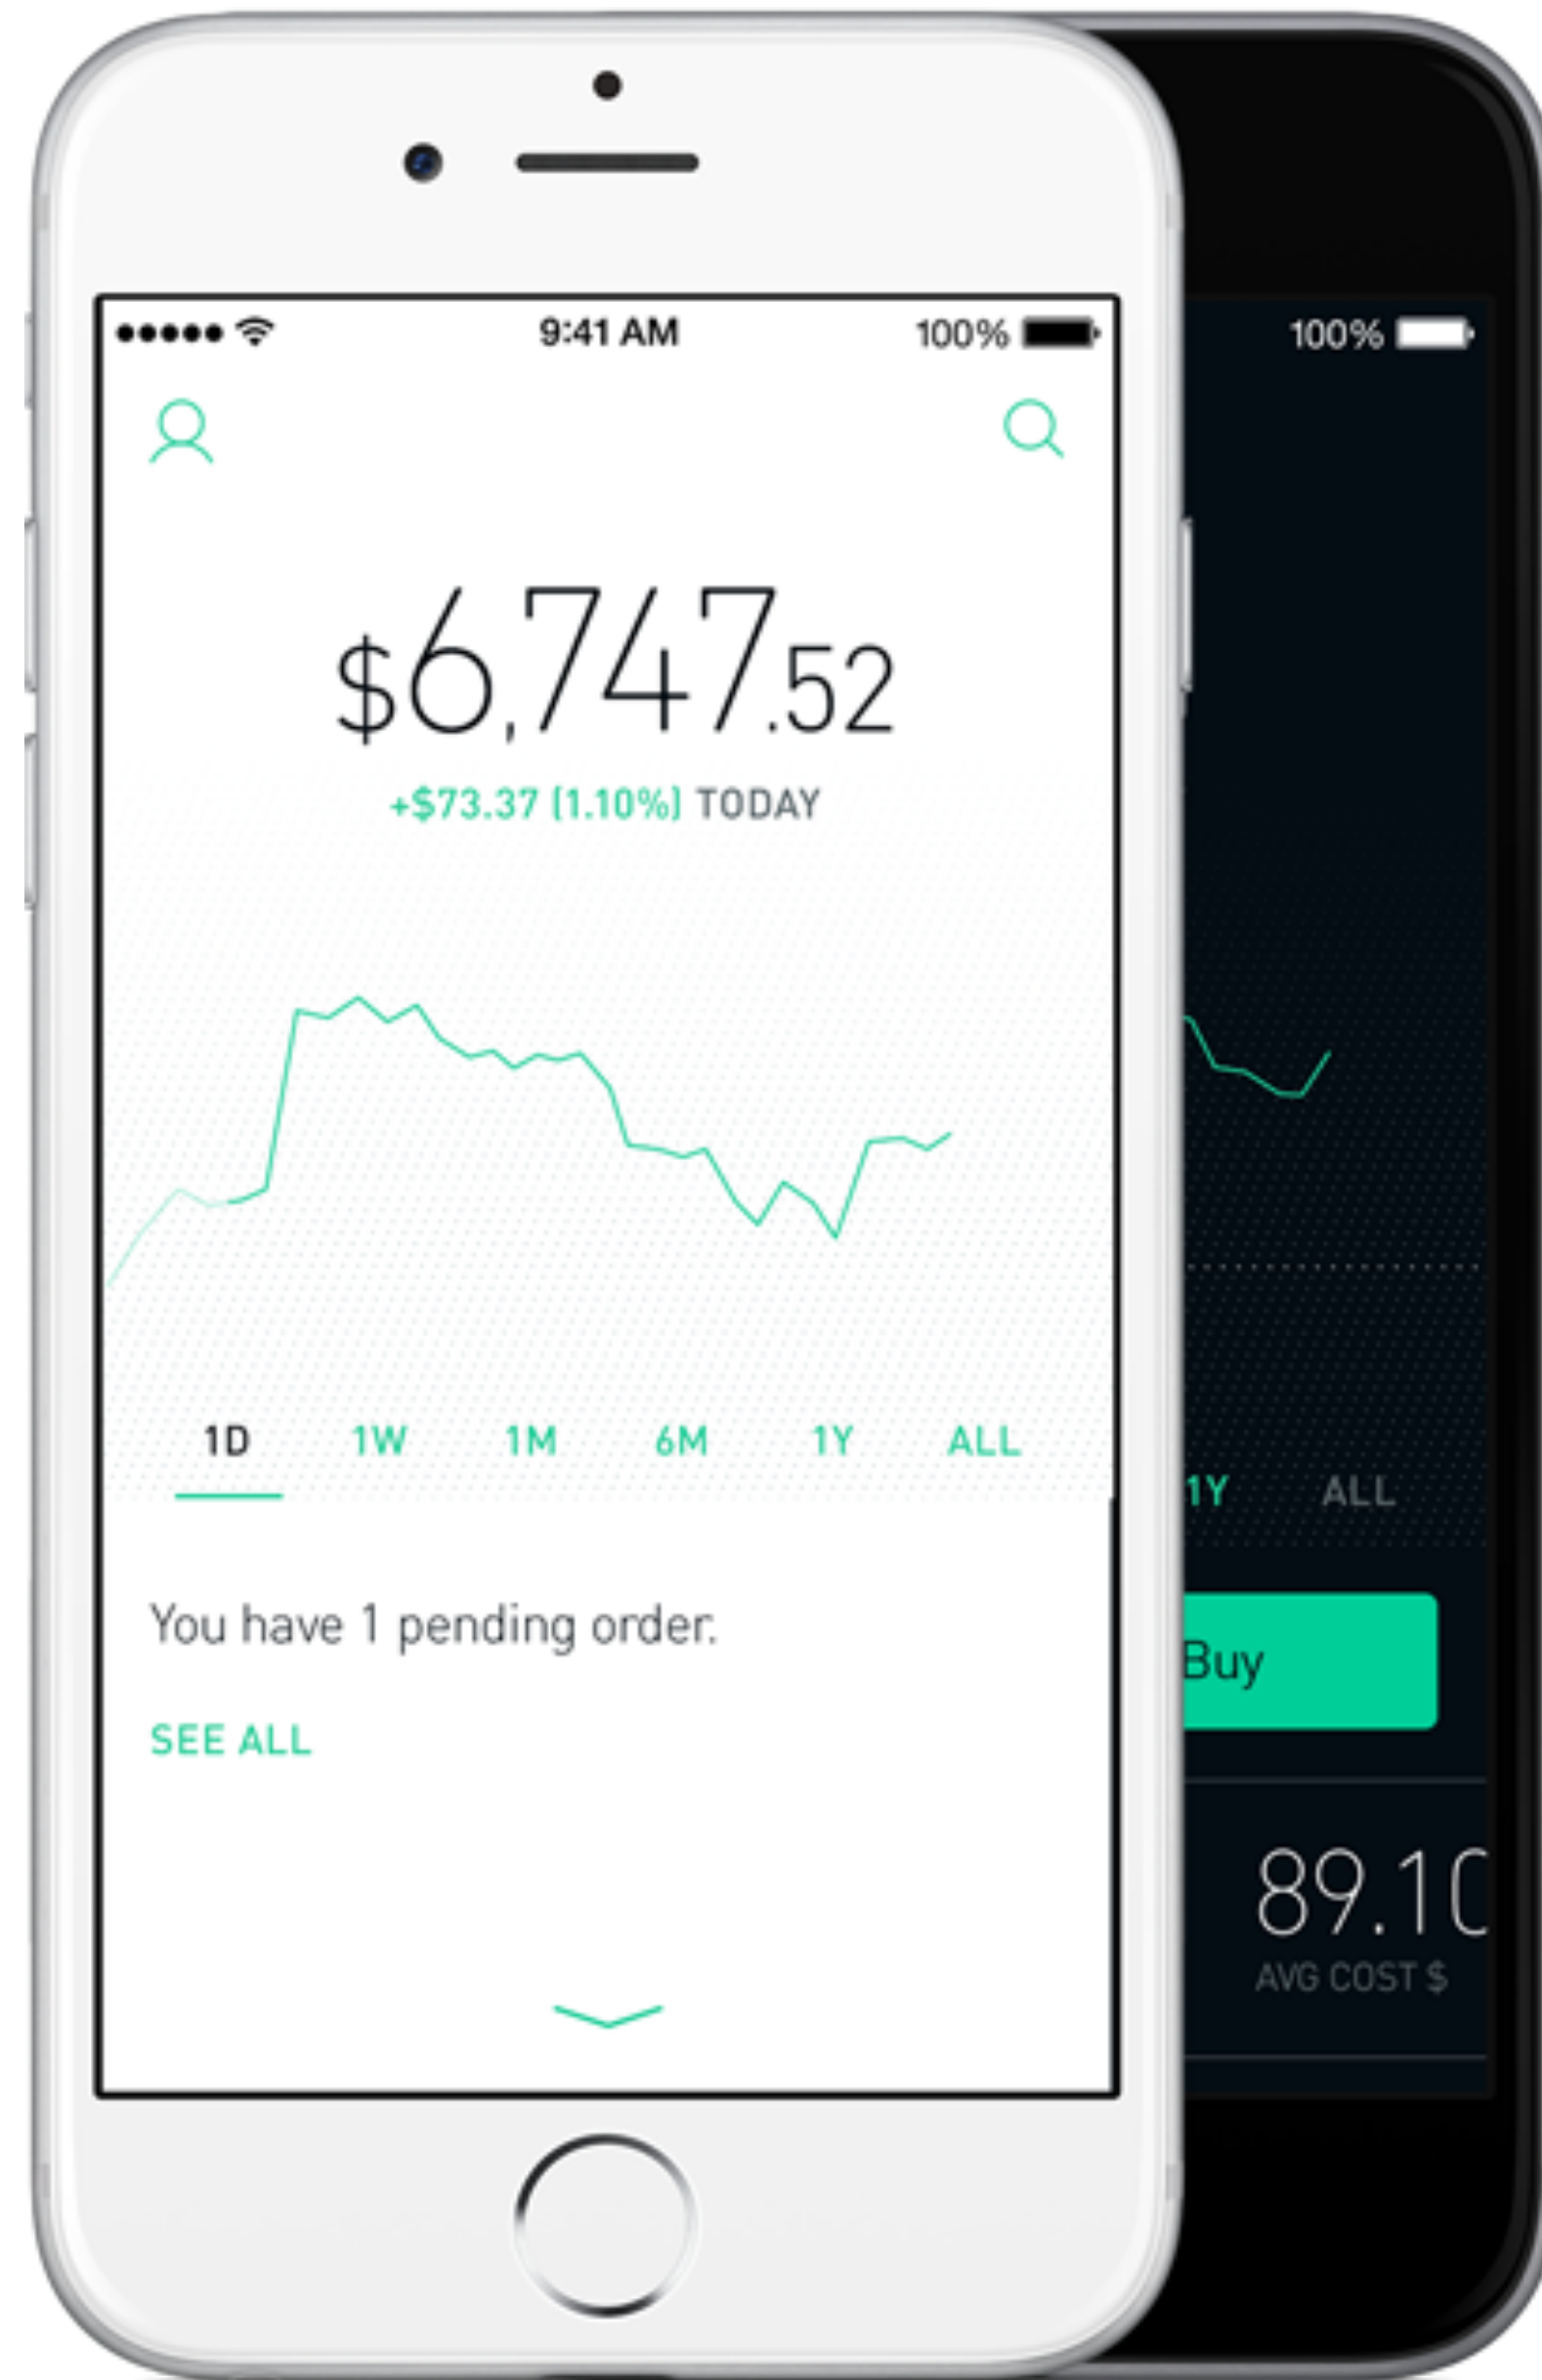 9:41 AM 100%
$6,747.52
+$73.37 (1.10%) TODAY
1D 1W 1M 6M 1Y ALL
You have 1 pending order.
SEE ALL
100%
1Y ALL
Buy
89.10
AVG COST $